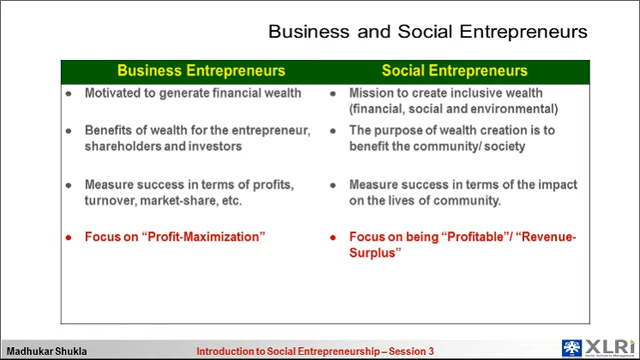 Business and Social Entrepreneurs
Business Entrepreneurs
Social Entrepreneurs
● Motivated to generate financial wealth
● Mission to create inclusive wealth
(financial, social and environmental)
● Benefits of wealth for the entrepreneur,
shareholders and investors
● The purpose of wealth creation is to
benefit the community/ society
● Measure success in terms of profits,
turnover, market-share, etc.
● Measure success in terms of the impact
on the lives of community.
● Focus on “Profit-Maximization”
● Focus on being “Profitable”/ “Revenue-
Surplus”
Madhukar Shukla
Introduction to Social Entrepreneurship – Session 3
XLRI